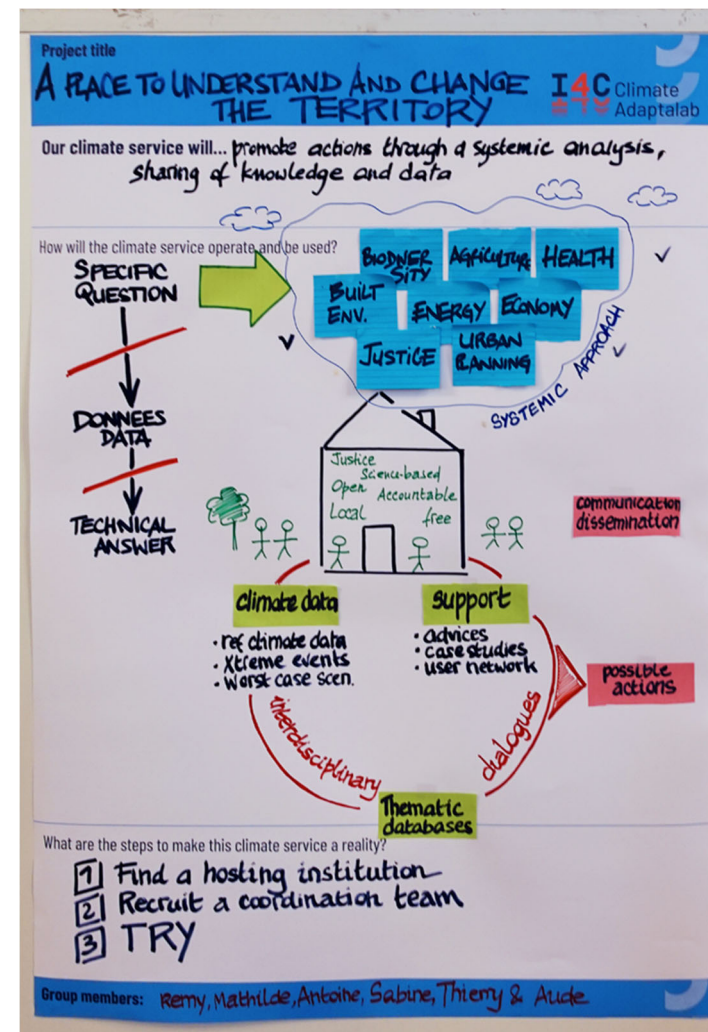 Project title
A PLACE TO UNDERSTAND AND CHANGE
THE TERRITORY
I4C Climate
Adaptalab
Our climate service will... promote actions through a systemic analysis,
sharing of knowledge and data
How will the climate service operate and be used?
SPECIFIC
QUESTION
DONNEES
DATA
TECHNICAL
ANSWER
BIODIVER
SITY
AGRICULTURE
HEALTH
BUILT
ENV.
ENERGY
ECONOMY
JUSTICE
URBAN
PLANNING
SYSTEMIC APPROACH
Justice
Science-based
Open Accountable
Local free
communication
dissemination
climate data
• ref climate data
• Xtreme events
• Worst case scen.
support
• advices
• case studies
• user network
possible
actions
interdisciplinary
dialogues
Thematic
databases
What are the steps to make this climate service a reality?
1 Find a hosting institution
2 Recruit a coordination team
3 TRY
Group members: Remy, Mathilde, Antoine, Sabine, Thierry & Aude